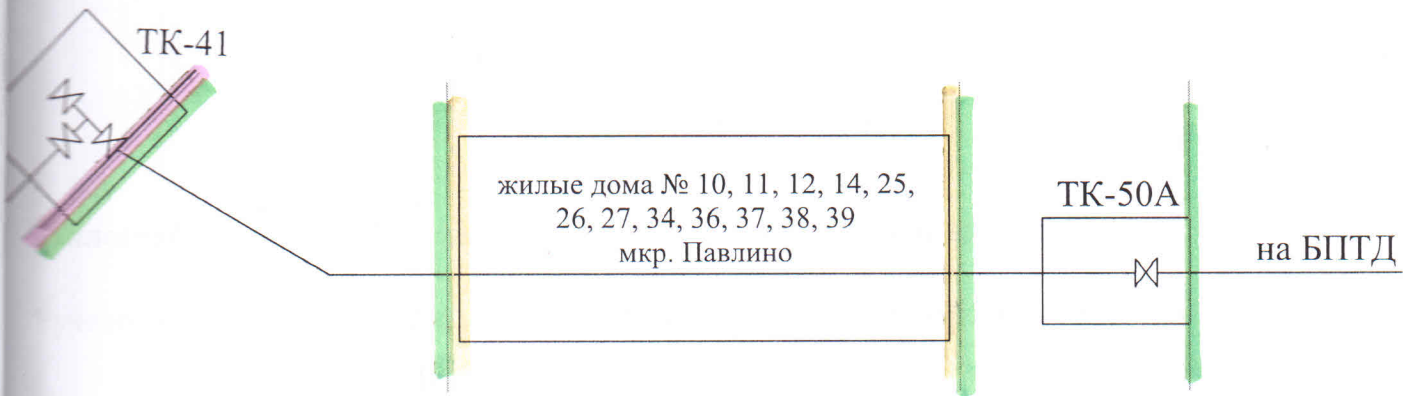 ТК-41
жилые дома № 10, 11, 12, 14, 25,
26, 27, 34, 36, 37, 38, 39
мкр. Павлино
ТК-50А
на БПТД